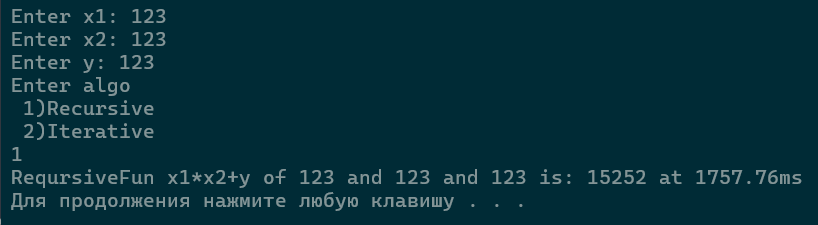 Enter x1: 123
Enter x2: 123
Enter y: 123
Enter algo
 1)Recursive
 2)Iterative
1
ReqursiveFun x1*x2+y of 123 and 123 and 123 is: 15252 at 1757.76ms
Для продолжения нажмите любую клавишу . . .